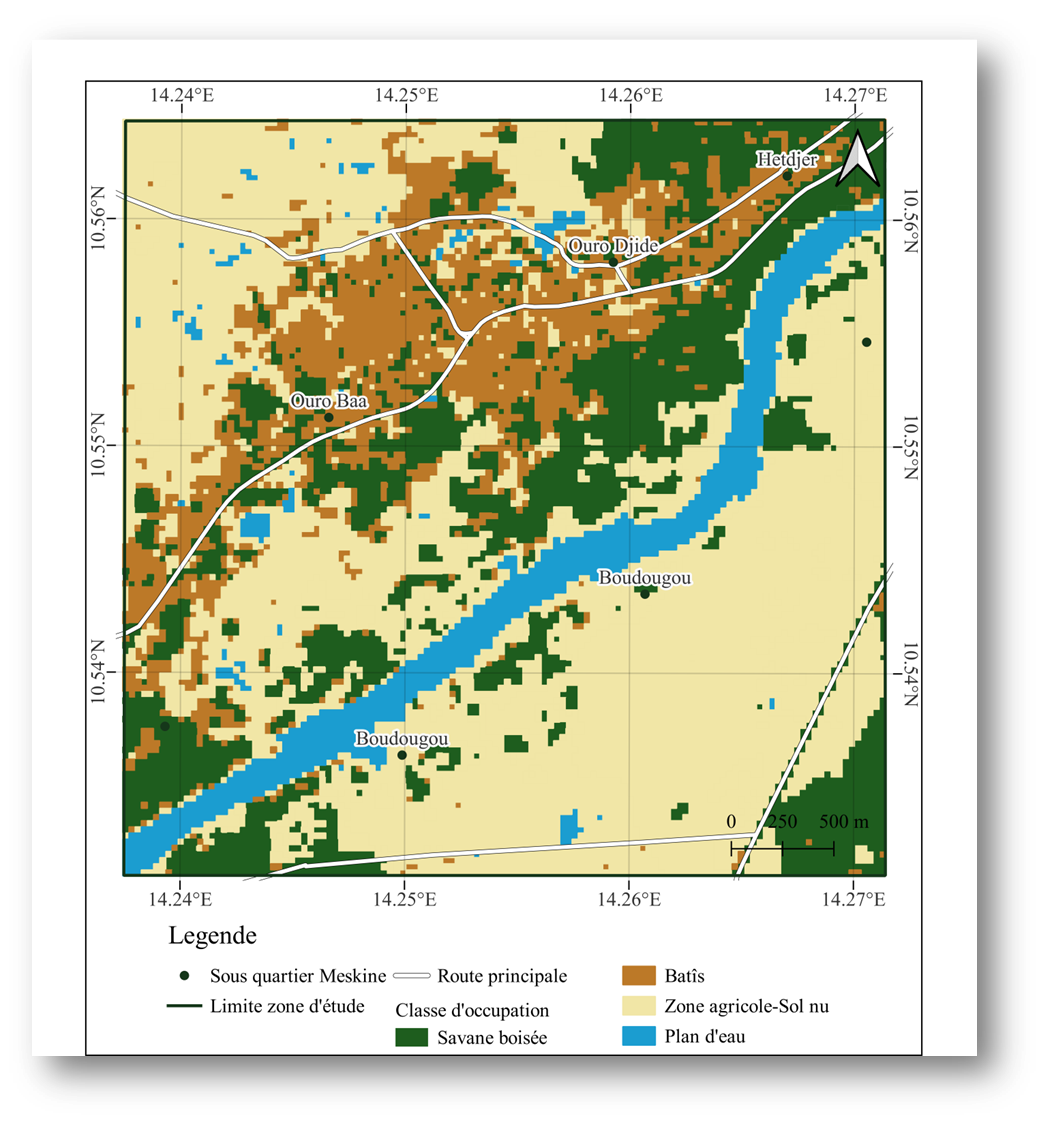 14.24°E 14.25°E 14.26°E 14.27°E
Hetdjer
10.56°N 10.56°N
Ouro Djide
Ouro Baa
10.55°N 10.55°N
Boudougou
10.54°N 10.54°N
Boudougou
0 250 500 m
14.24°E 14.25°E 14.26°E 14.27°E
Legende
Sous quartier Meskine Route principale Batîs
Limite zone d'étude Classe d'occupation Zone agricole-Sol nu
Savane boisée Plan d'eau